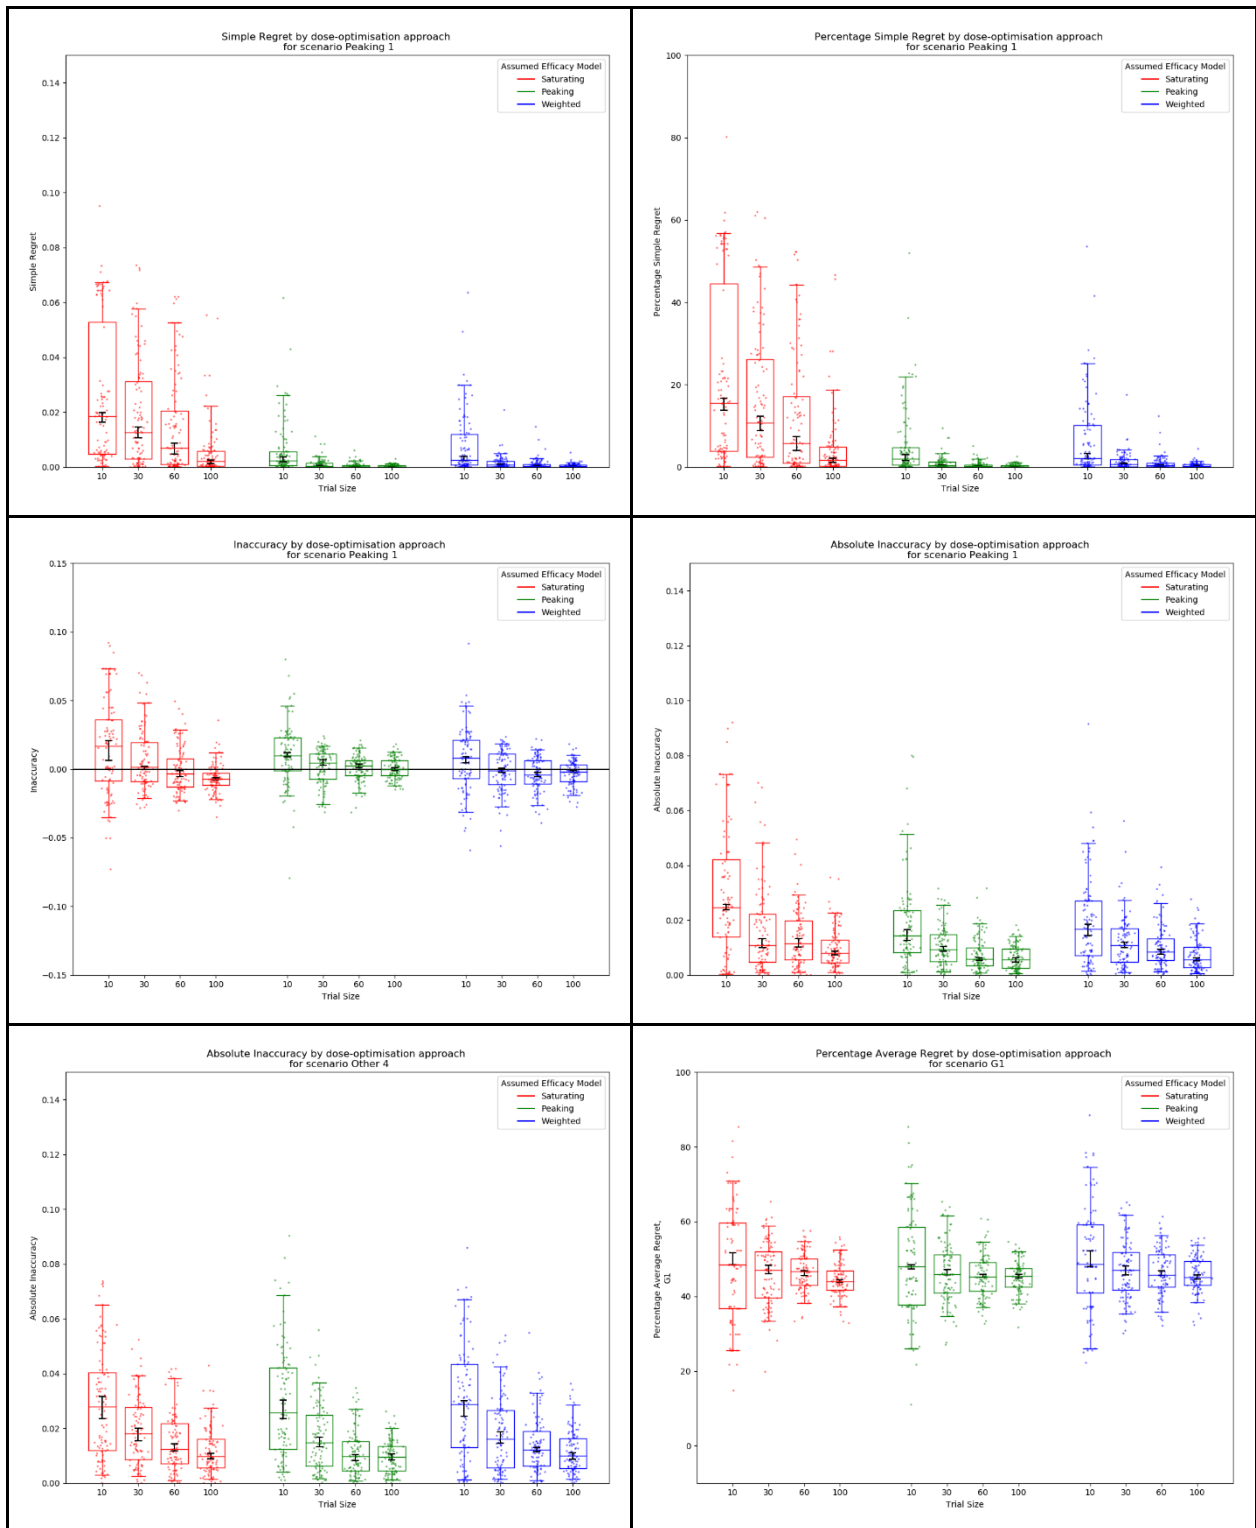 Simple Regret by dose-optimisation approach
for scenario Peaking 1
Assumed Efficacy Model
Saturating
Peaking
Weighted
0.14
0.12
0.10
0.08
0.06
0.04
0.02
0.00
Simple Regret
10 30 60 100 10 30 60 100 10 30 60 100
Trial Size
Percentage Simple Regret by dose-optimisation approach
for scenario Peaking 1
Assumed Efficacy Model
Saturating
Peaking
Weighted
100
80
60
40
20
0
Percentage Simple Regret
10 30 60 100 10 30 60 100 10 30 60 100
Trial Size
Inaccuracy by dose-optimisation approach
for scenario Peaking 1
Assumed Efficacy Model
Saturating
Peaking
Weighted
0.15
0.10
0.05
0.00
−0.05
−0.10
−0.15
Inaccuracy
10 30 60 100 10 30 60 100 10 30 60 100
Trial Size
Absolute Inaccuracy by dose-optimisation approach
for scenario Peaking 1
Assumed Efficacy Model
Saturating
Peaking
Weighted
0.14
0.12
0.10
0.08
0.06
0.04
0.02
0.00
Absolute Inaccuracy
10 30 60 100 10 30 60 100 10 30 60 100
Trial Size
Absolute Inaccuracy by dose-optimisation approach
for scenario Other 4
Assumed Efficacy Model
Saturating
Peaking
Weighted
0.14
0.12
0.10
0.08
0.06
0.04
0.02
0.00
Absolute Inaccuracy
10 30 60 100 10 30 60 100 10 30 60 100
Trial Size
Percentage Average Regret by dose-optimisation approach
for scenario G1
Assumed Efficacy Model
Saturating
Peaking
Weighted
100
80
60
40
20
0
Percentage Average Regret,
G1
10 30 60 100 10 30 60 100 10 30 60 100
Trial Size